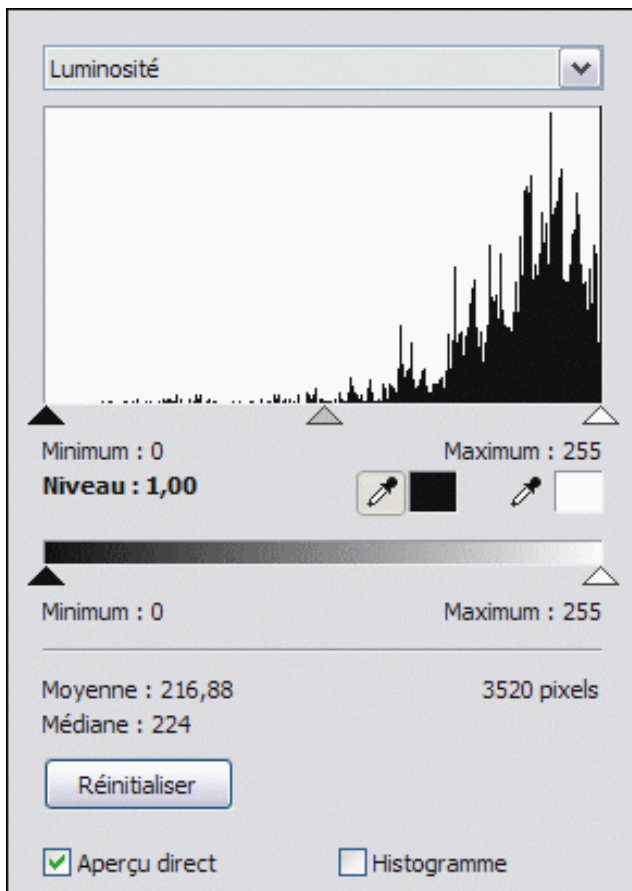 Luminosité
Minimum : 0 Maximum : 255
Niveau : 1,00
Minimum : 0 Maximum : 255
Moyenne : 216,88 3520 pixels
Médiane : 224
Réinitialiser
Aperçu direct Histogramme